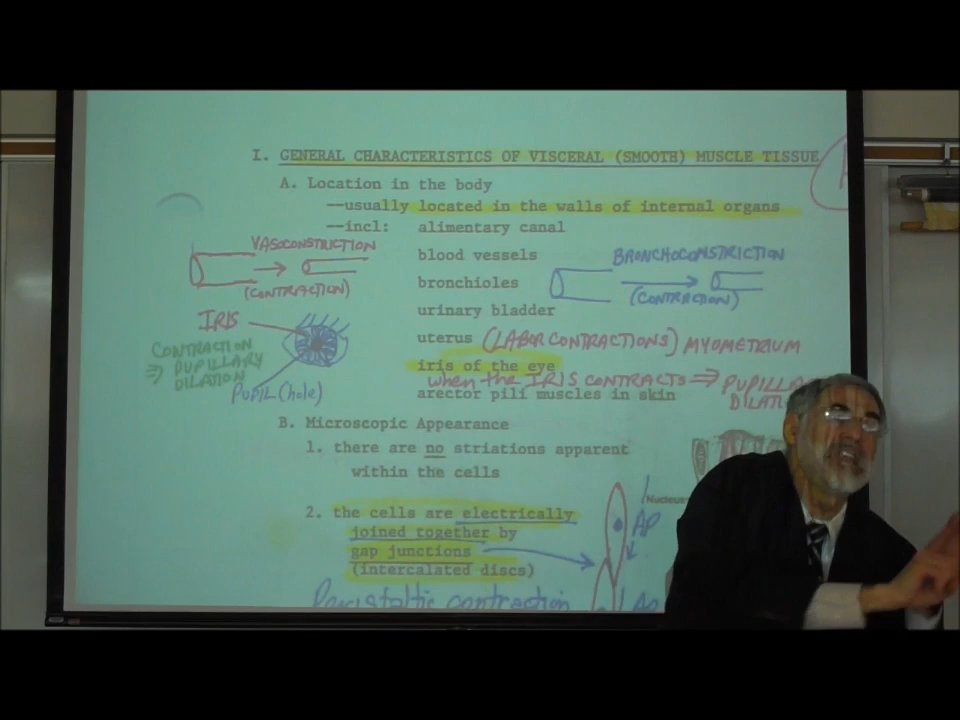 I. GENERAL CHARACTERISTICS OF VISCERAL (SMOOTH) MUSCLE TISSUE
A. Location in the body
--usually located in the walls of internal organs
--incl: alimentary canal
VASOCONSTRICTION
(CONTRACTION)
blood vessels
BRONCHOCONSTRICTION
(CONTRACTION)
bronchioles
urinary bladder
IRIS
uterus (LABOR CONTRACTIONS) MYOMETRIUM
CONTRACTION
⇒ PUPILLARY
DILATION
iris of the eye
when the IRIS CONTRACTS ⇒ PUPILLA
DILATI
PUPIL (hole)
arector pili muscles in skin
B. Microscopic Appearance
1. there are no striations apparent
within the cells
Nucleus
2. the cells are electrically
joined together by
gap junctions
(intercalated discs)
AP
AP
Peristaltic contraction